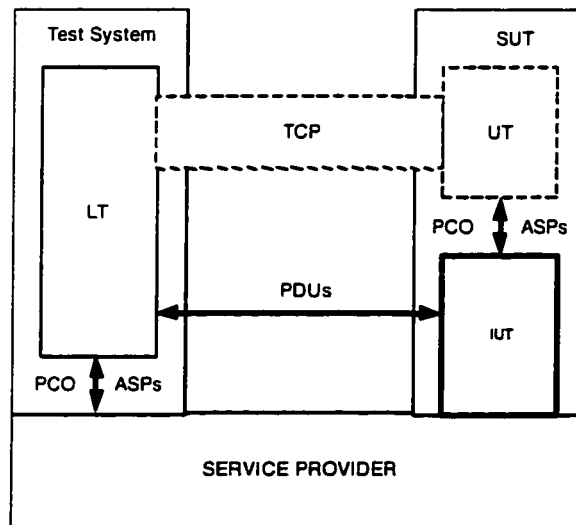 Test System
SUT
TCP
UT
LT
PCO ASPs
PDUs
IUT
PCO ASPs
SERVICE PROVIDER